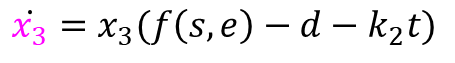 ẋ₃ = x₃(f(s, e) − d − k₂t)